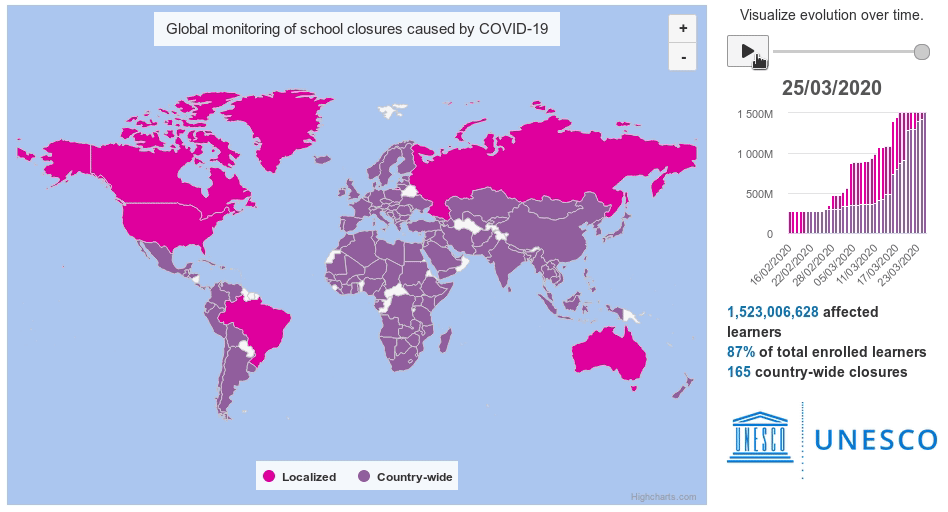 Global monitoring of school closures caused by COVID-19
+
-
Localized
Country-wide
Highcharts.com
Visualize evolution over time.
25/03/2020
1 500M
1 000M
500M
0
16/02/2020
22/02/2020
28/02/2020
05/03/2020
11/03/2020
17/03/2020
23/03/2020
1,523,006,628 affected
learners
87% of total enrolled learners
165 country-wide closures
UNESCO
UNESCO